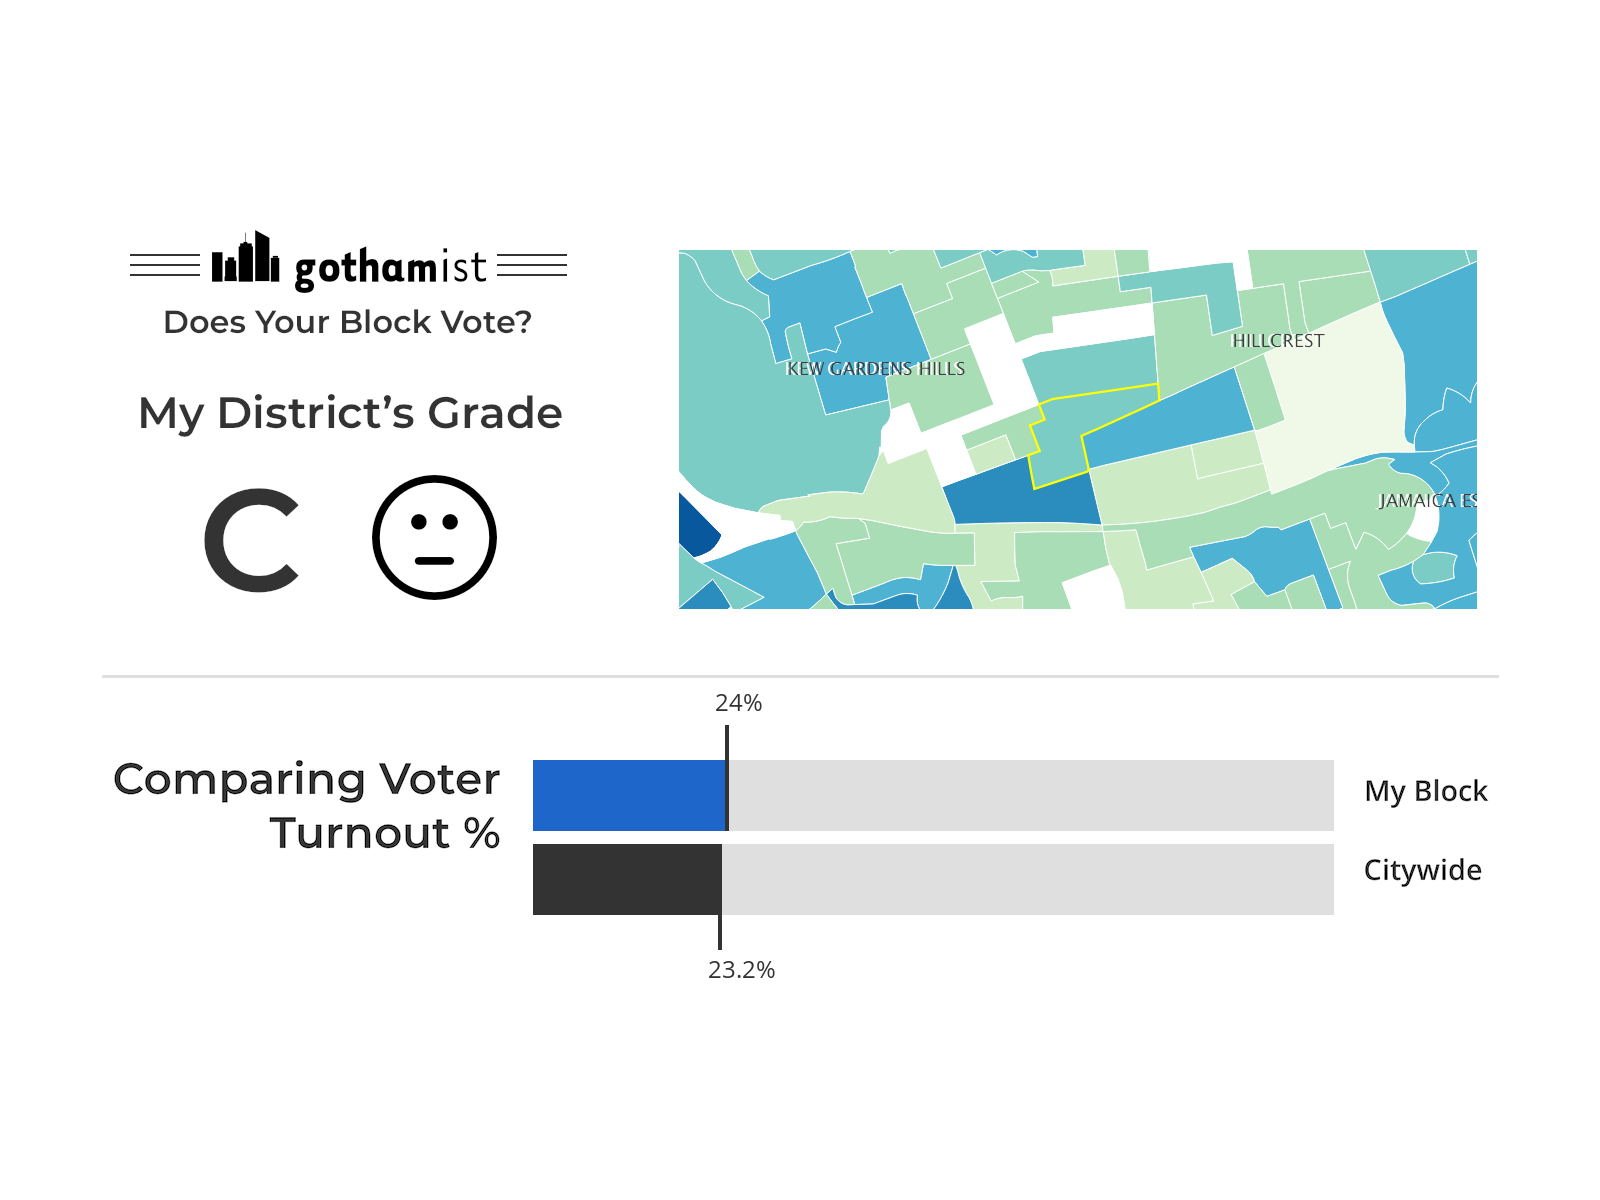 gothamist
Does Your Block Vote?
My District’s Grade
C
HILLCREST
KEW GARDENS HILLS
JAMAICA ES
24%
Comparing Voter
Turnout %
My Block
Citywide
23.2%